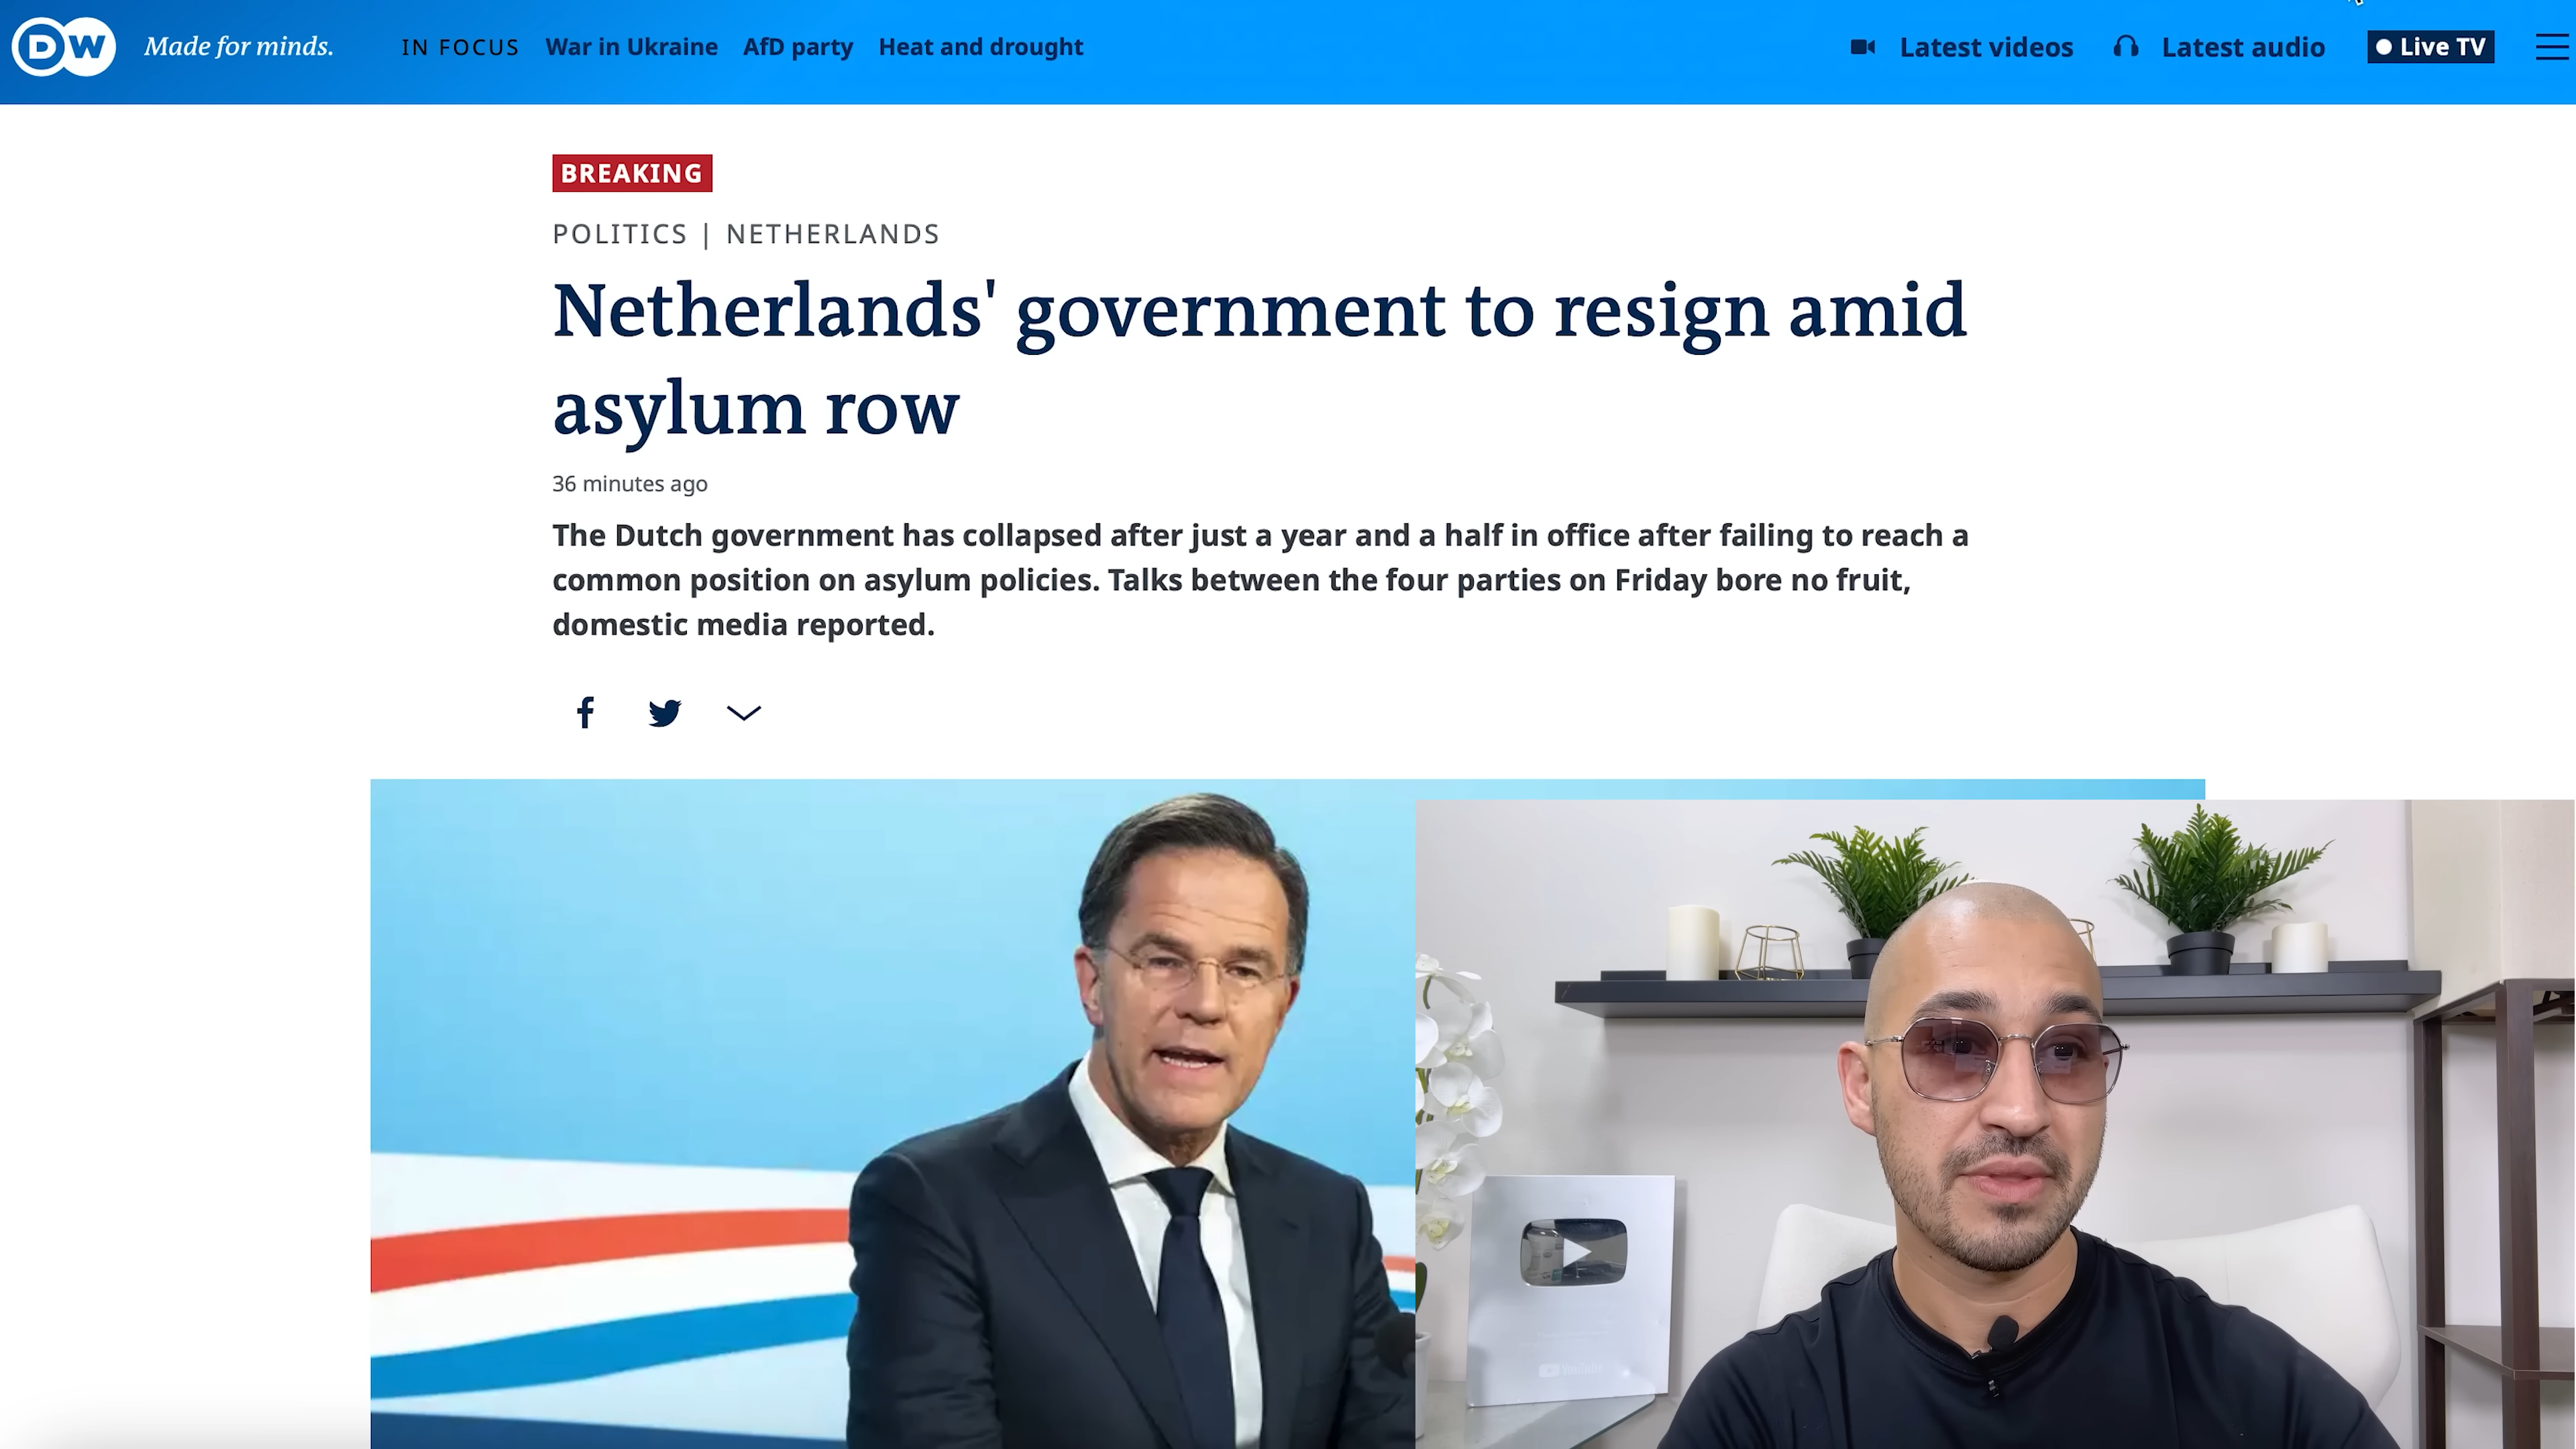 DW Made for minds. IN FOCUS War in Ukraine AfD party Heat and drought Latest videos Latest audio Live TV
BREAKING
POLITICS | NETHERLANDS
Netherlands' government to resign amid
asylum row
36 minutes ago
The Dutch government has collapsed after just a year and a half in office after failing to reach a
common position on asylum policies. Talks between the four parties on Friday bore no fruit,
domestic media reported.
YouTube